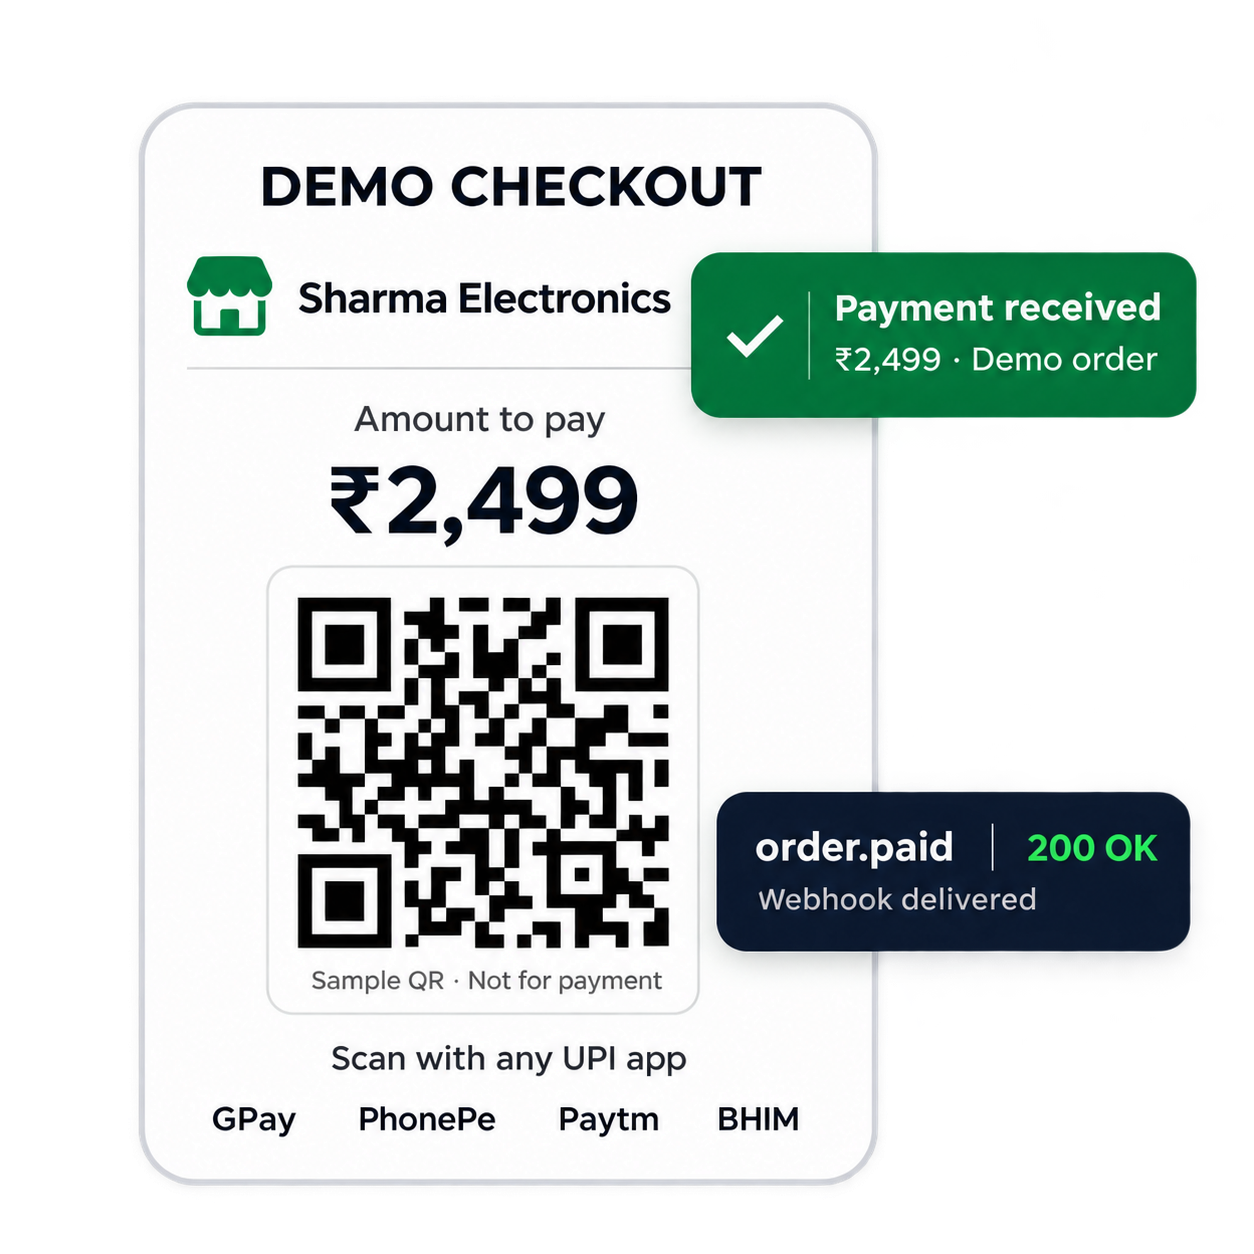 DEMO CHECKOUT
Sharma Electronics
Payment received
₹2,499 · Demo order
Amount to pay
₹2,499
order.paid | 200 OK
Webhook delivered
Sample QR · Not for payment
Scan with any UPI app
GPay PhonePe Paytm BHIM